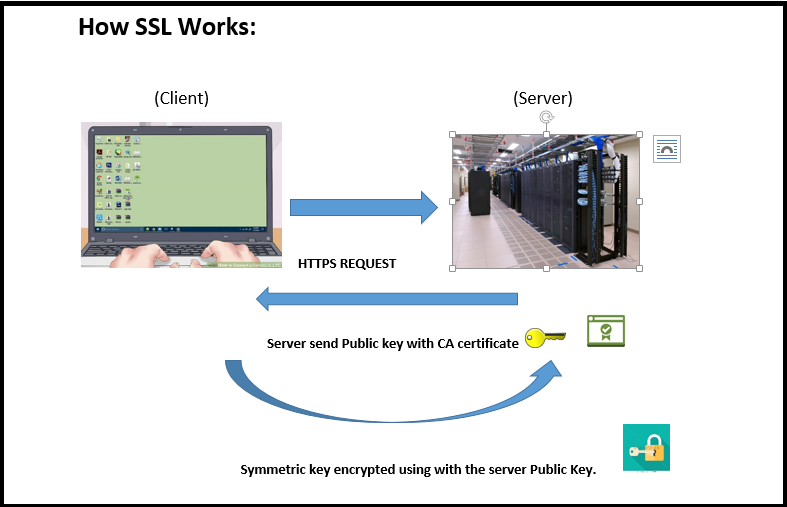 How SSL Works:
(Client)
(Server)
HTTPS REQUEST
Server send Public key with CA certificate
Symmetric key encrypted using with the server Public Key.